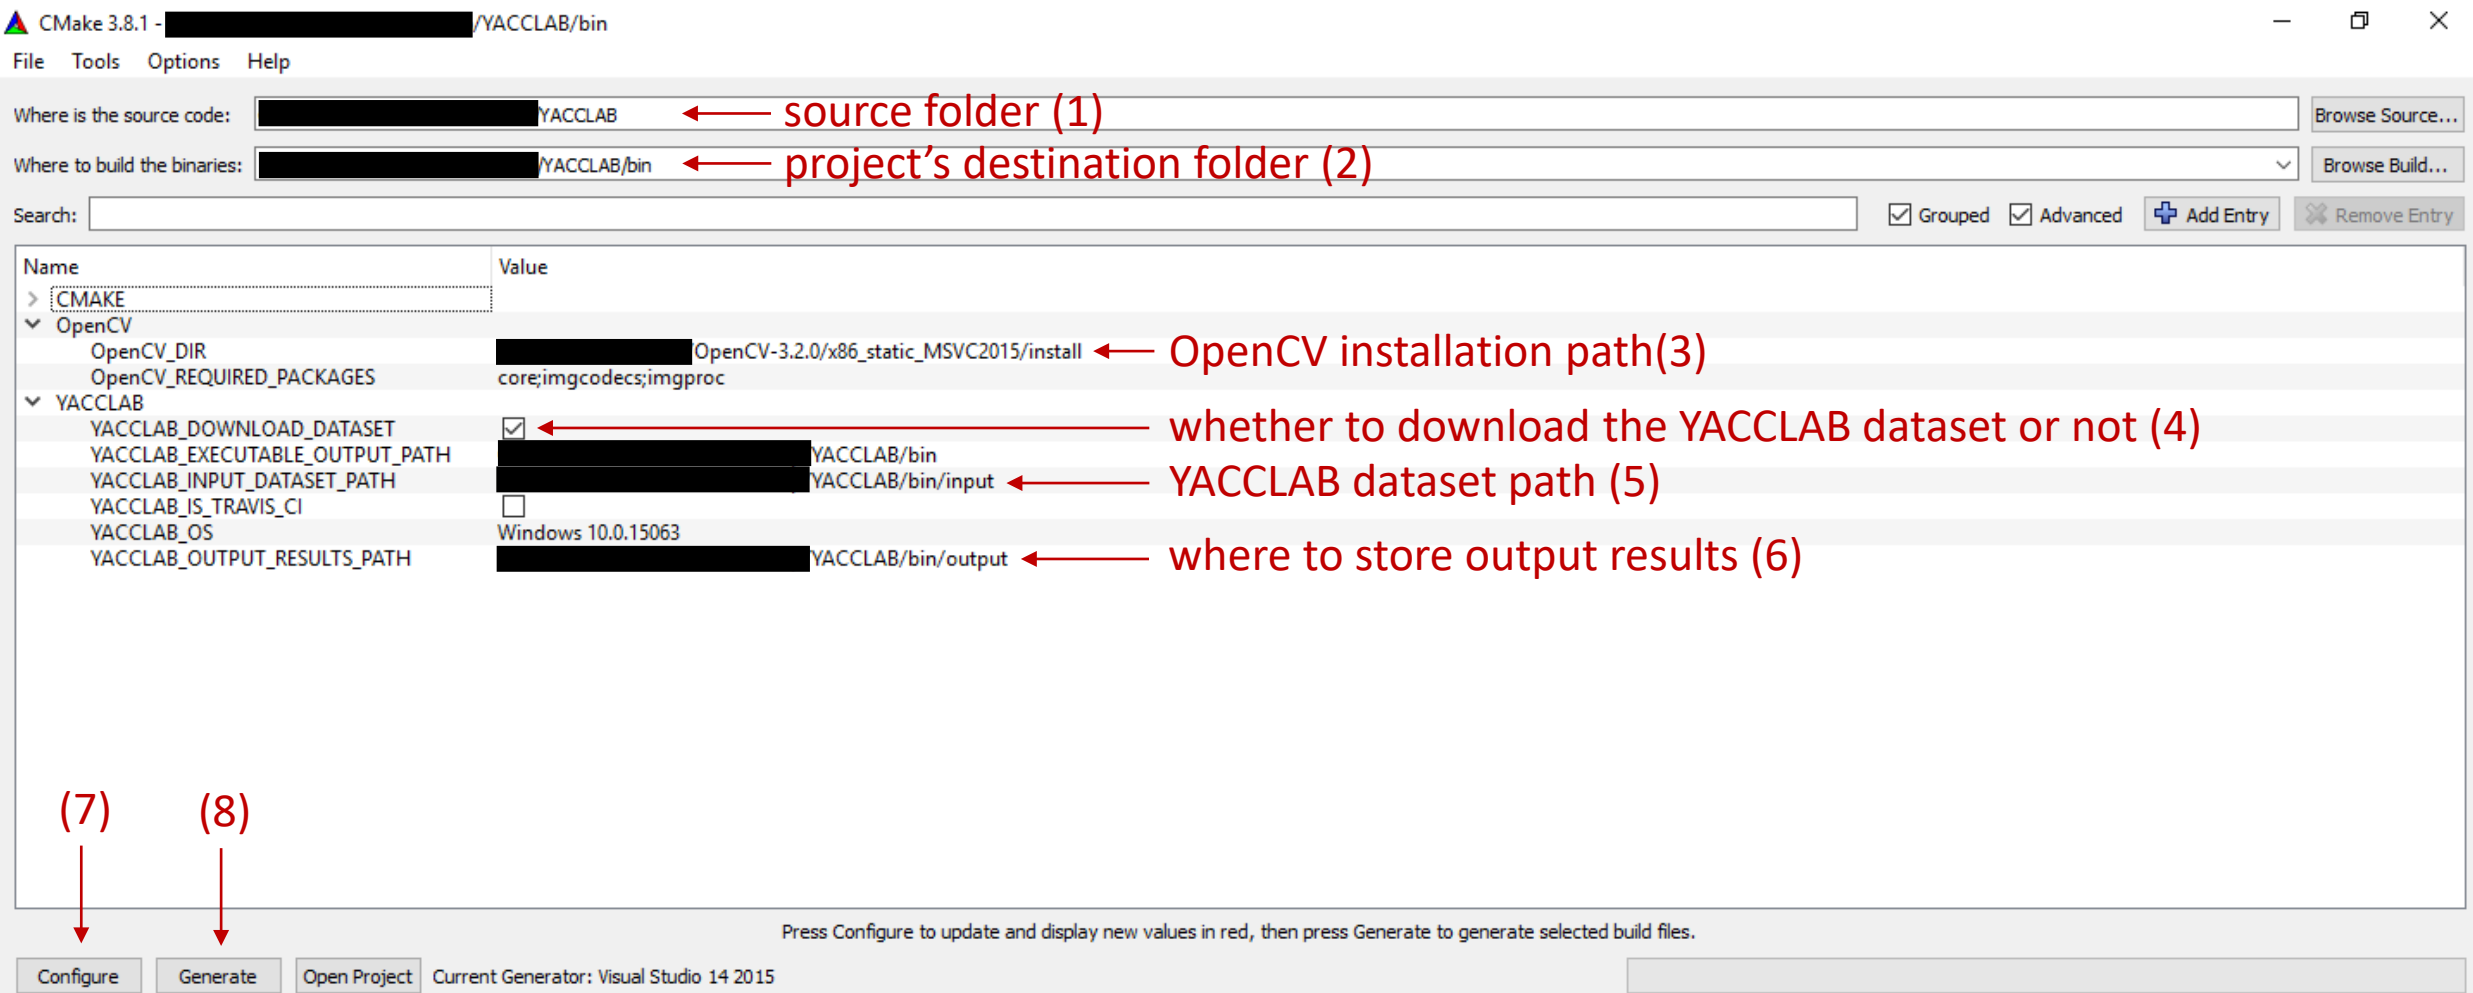 CMake 3.8.1 - /YACCLAB/bin
File Tools Options Help
Where is the source code: YACCLAB source folder (1) Browse Source...
Where to build the binaries: /YACCLAB/bin project's destination folder (2) Browse Build...
Search: Grouped Advanced Add Entry Remove Entry
Name Value
CMAKE
OpenCV
OpenCV_DIR OpenCV-3.2.0/x86_static_MSVC2015/install OpenCV installation path(3)
OpenCV_REQUIRED_PACKAGES core;imgcodecs;imgproc
YACCLAB
YACCLAB_DOWNLOAD_DATASET whether to download the YACCLAB dataset or not (4)
YACCLAB_EXECUTABLE_OUTPUT_PATH YACCLAB/bin
YACCLAB_INPUT_DATASET_PATH YACCLAB/bin/input YACCLAB dataset path (5)
YACCLAB_IS_TRAVIS_CI
YACCLAB_OS Windows 10.0.15063
YACCLAB_OUTPUT_RESULTS_PATH YACCLAB/bin/output where to store output results (6)
(7) (8)
Press Configure to update and display new values in red, then press Generate to generate selected build files.
Configure Generate Open Project Current Generator: Visual Studio 14 2015